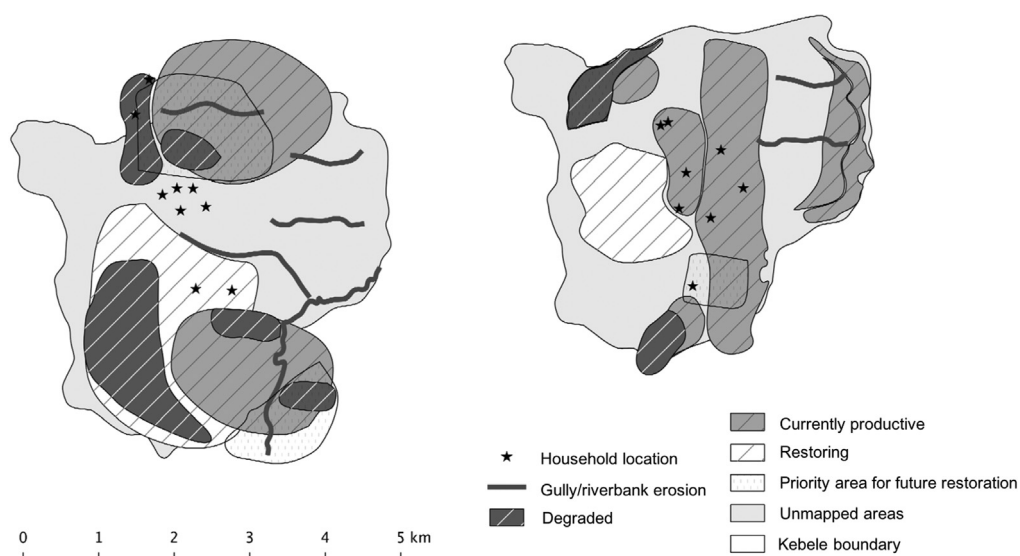 Household location
Gully/riverbank erosion
Degraded
Currently productive
Restoring
Priority area for future restoration
Unmapped areas
Kebele boundary
0 1 2 3 4 5 km